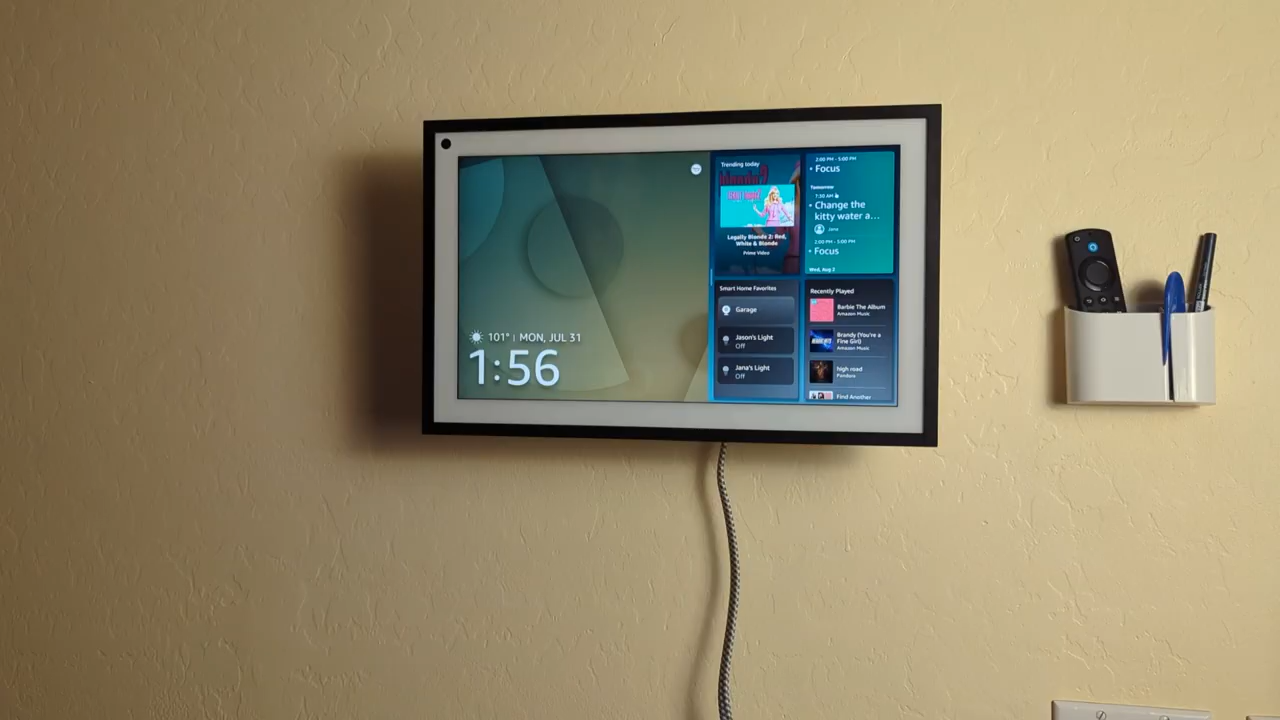 101° | MON, JUL 31
1:56
Trending today
Legally Blonde 2: Red,
White & Blonde
Prime Video
2:00 PM - 5:00 PM
Focus
Tomorrow
7:30 AM
Change the
kitty water a...
Jana
2:00 PM - 5:00 PM
Focus
Wed, Aug 2
Smart Home Favorites
Garage
Jason's Light
Off
Jana's Light
Off
Recently Played
Barbie The Album
Amazon Music
Brandy (You're a
Fine Girl)
Amazon Music
high road
Pandora
Find Another